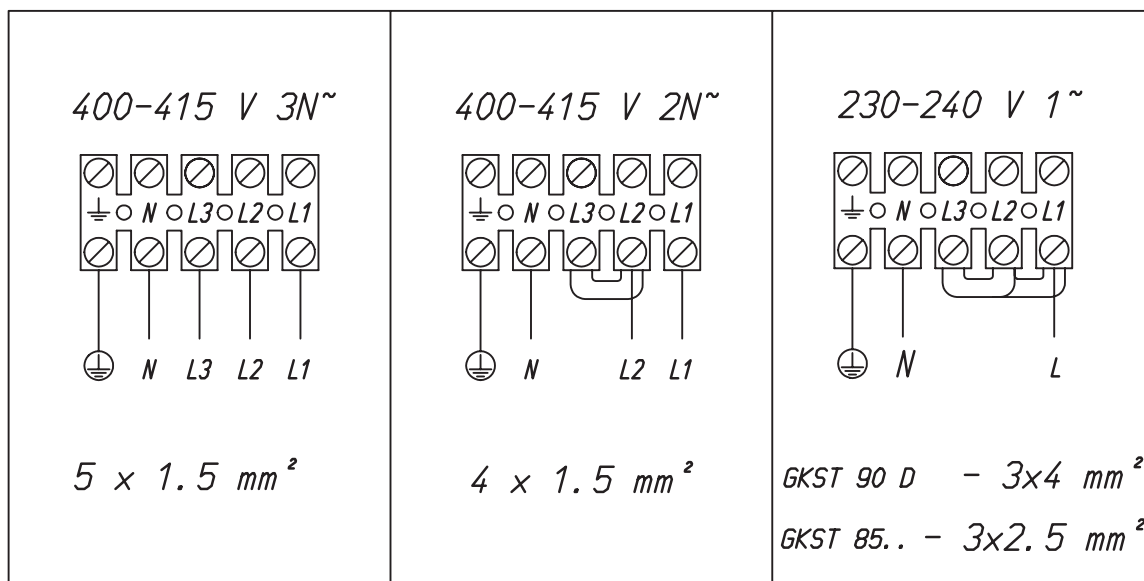 400-415 V 3N~
N L3 L2 L1
N L3 L2 L1
5 x 1.5 mm²
400-415 V 2N~
N L3 L2 L1
N L2 L1
4 x 1.5 mm²
230-240 V 1~
N L3 L2 L1
N L
GKST 90 D - 3x4 mm²
GKST 85.. - 3x2.5 mm²